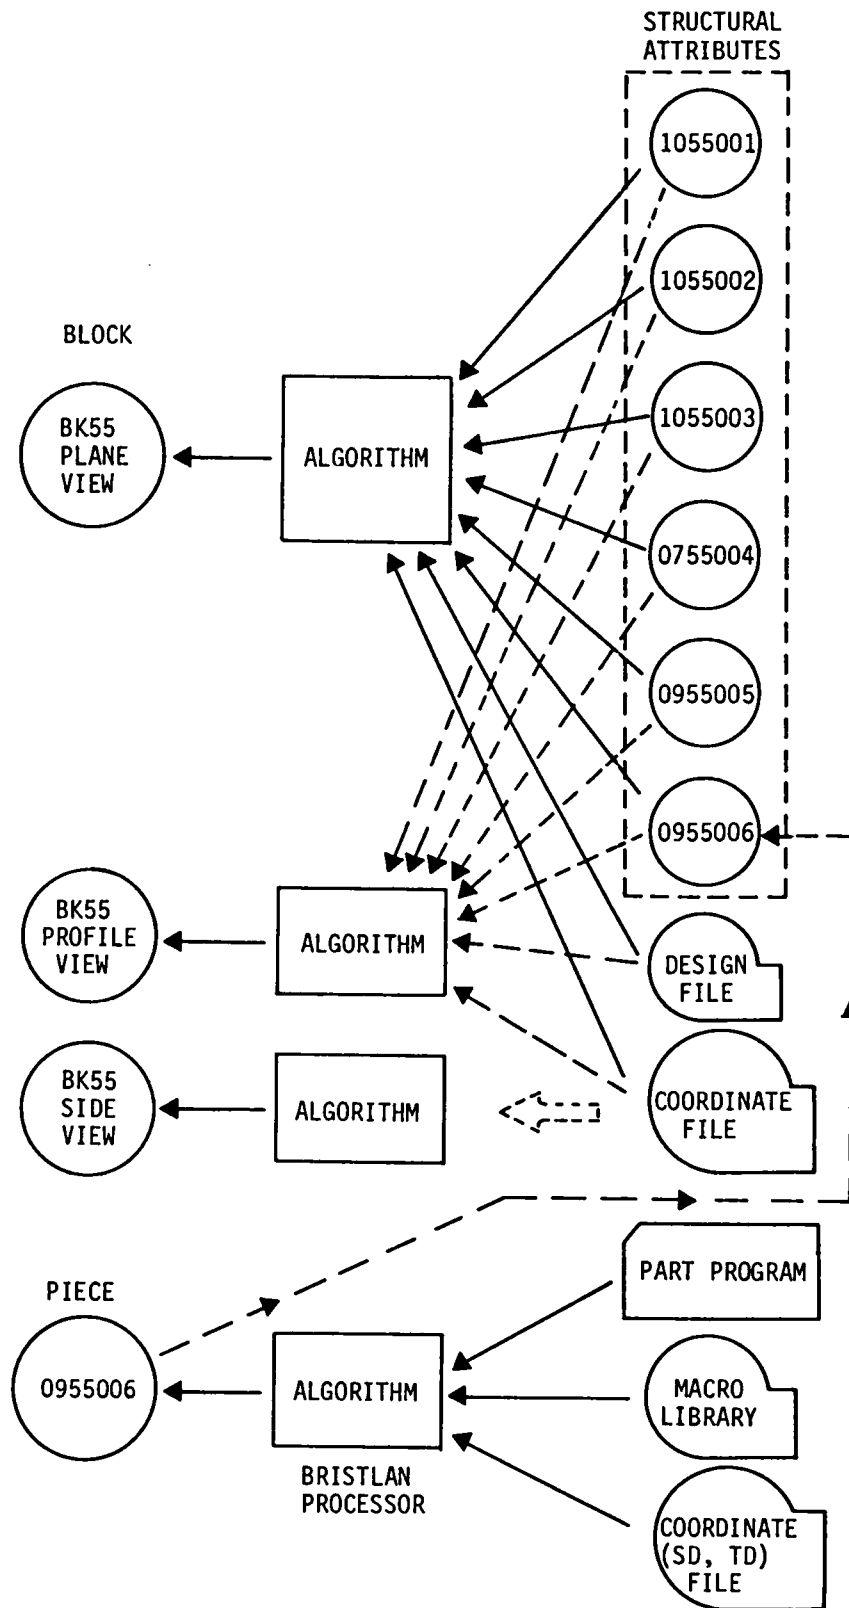 STRUCTURAL
ATTRIBUTES
1055001
1055002
BLOCK
1055003
BK55
PLANE
VIEW
ALGORITHM
0755004
0955005
0955006
BK55
PROFILE
VIEW
ALGORITHM
DESIGN
FILE
BK55
SIDE
VIEW
ALGORITHM
COORDINATE
FILE
PART PROGRAM
PIECE
0955006
ALGORITHM
MACRO
LIBRARY
BRISTLAN
PROCESSOR
COORDINATE
(SD, TD)
FILE